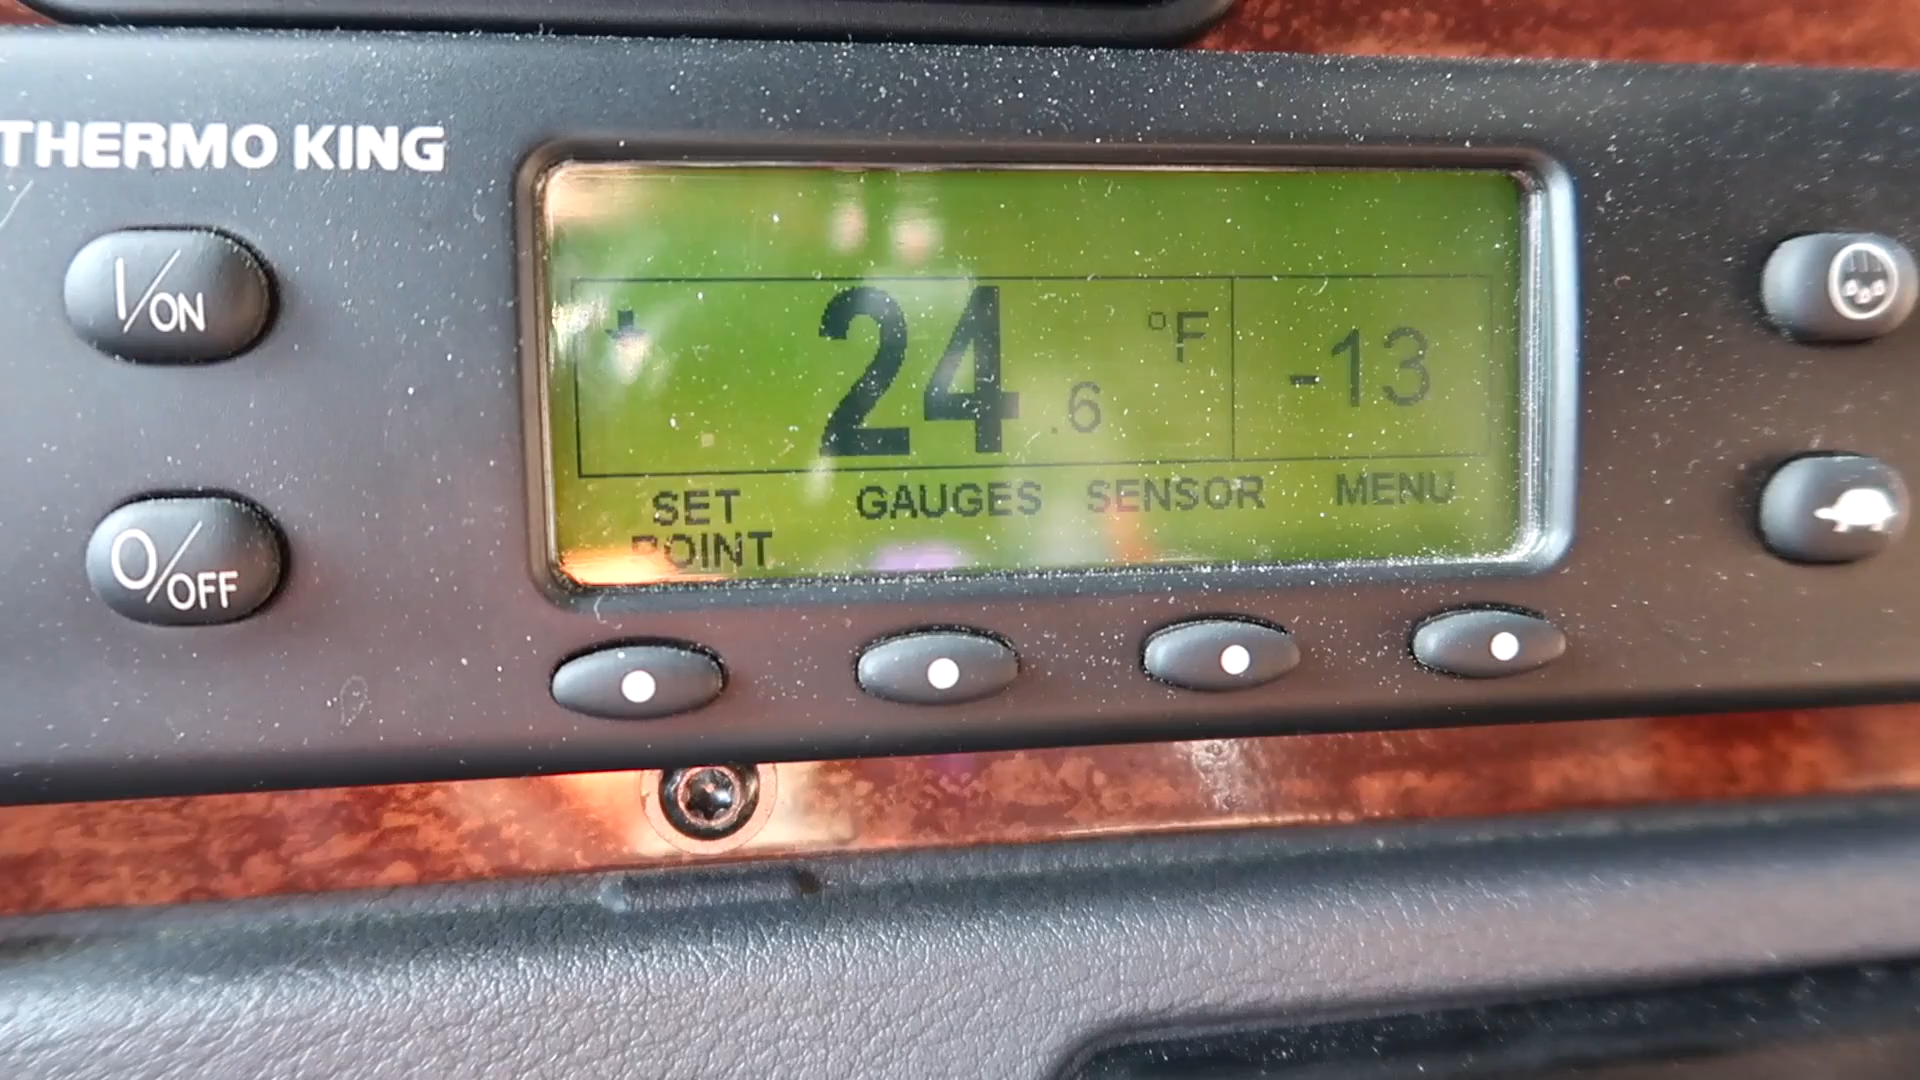 THERMO KING
I/ON
24.6 °F -13
SET POINT GAUGES SENSOR MENU
O/OFF